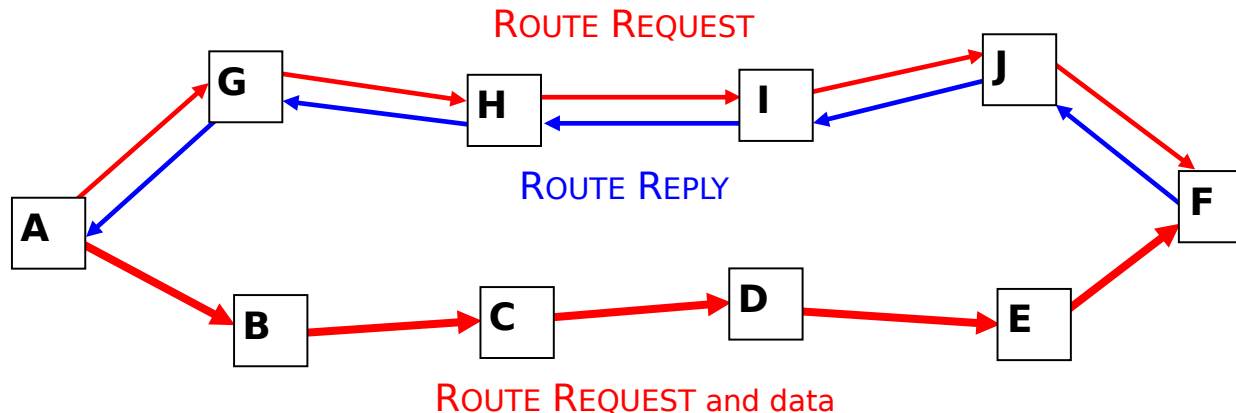 ROUTE REQUEST
J
G
I
H
ROUTE REPLY
F
A
D
C
E
B
ROUTE REQUEST and data